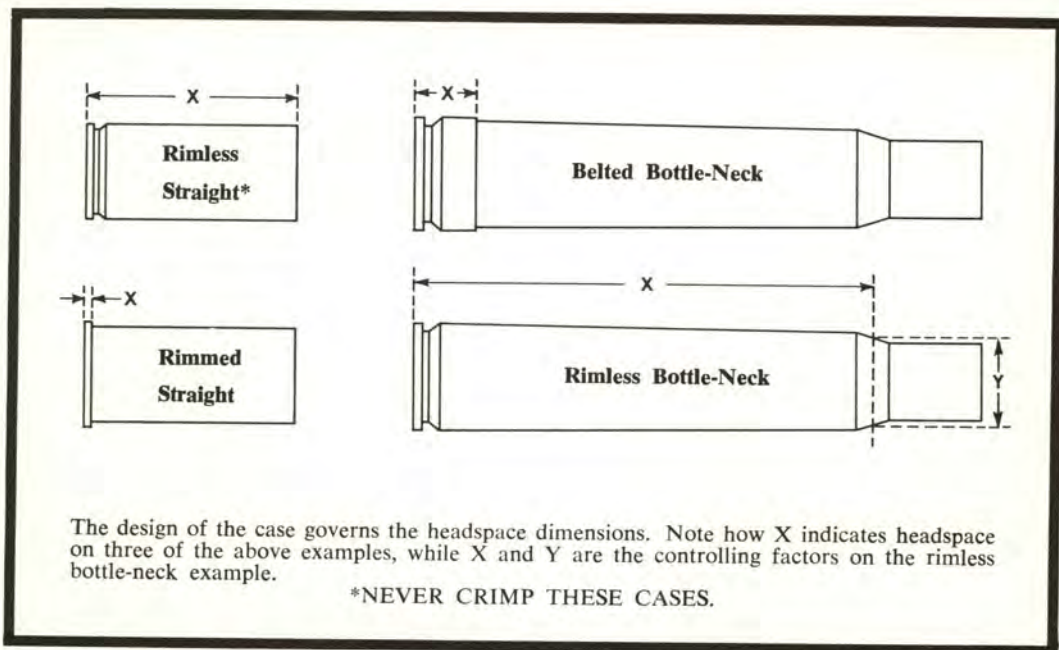 X
Rimless
Straight*
X
Belted Bottle-Neck
X
Rimmed
Straight
X
Rimless Bottle-Neck
Y
The design of the case governs the headspace dimensions. Note how X indicates headspace
on three of the above examples, while X and Y are the controlling factors on the rimless
bottle-neck example.
*NEVER CRIMP THESE CASES.